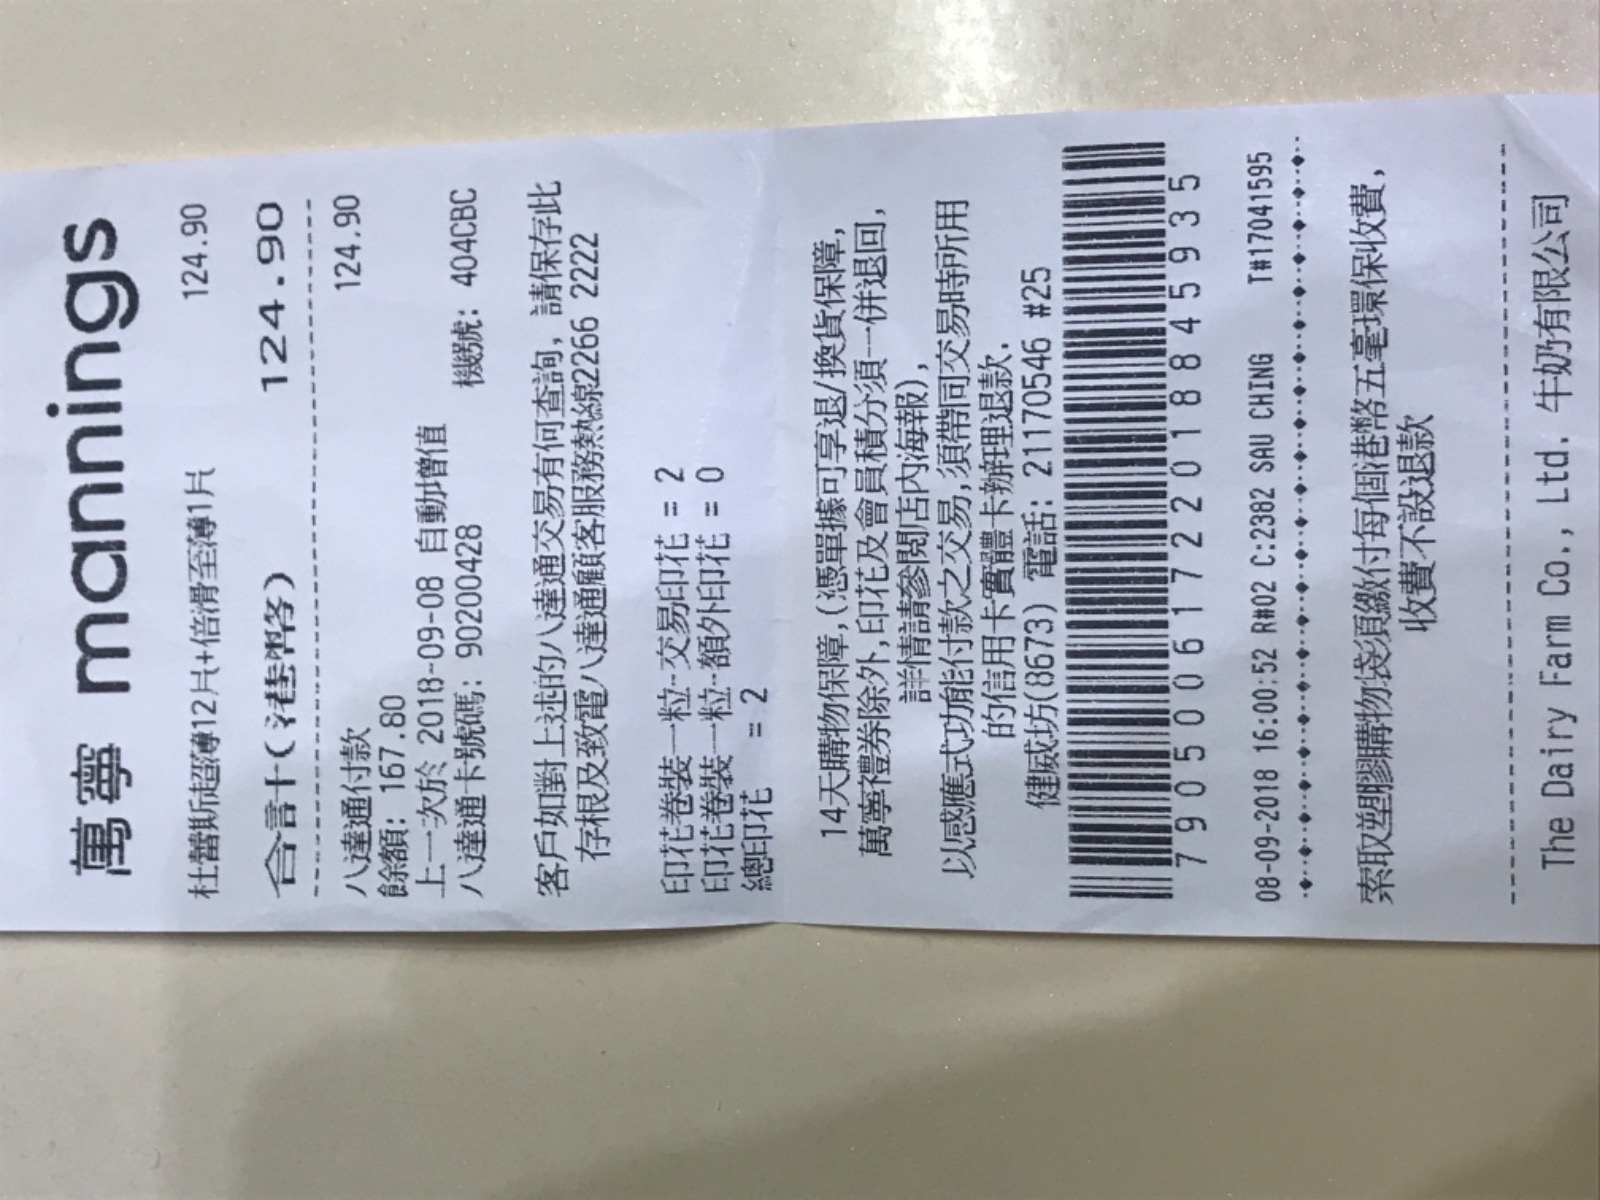 萬寧 mannings
杜蕾斯超薄12片+倍滑至薄1片 124.90
合計(港幣) 124.90
八達通付款 124.90
餘額: 167.80
上一次於 2018-09-08 自動增值
八達通卡號碼: 90200428 機號: 404CBC
客戶如對上述的八達通交易有何查詢, 請保存此
存根及致電八達通顧客服務熱線2266 2222
印花卷裝一粒-交易印花 = 2
印花卷裝一粒-額外印花 = 0
總印花 = 2
14天購物保障,(憑單據可享退/換貨保障,
萬寧禮券除外,印花及會員積分須一併退回,
詳情請參閱店內海報),
以感應式功能付款之交易,須帶同交易時所用
的信用卡實體卡辦理退款.
健威坊(8673) 電話: 21170546 #25
79050061722018845935
08-09-2018 16:00:52 R#02 C:2382 SAU CHING T#17041595
索取塑膠購物袋須繳付每個港幣五毫環保收費,
收費不設退款
The Dairy Farm Co., Ltd. 牛奶有限公司